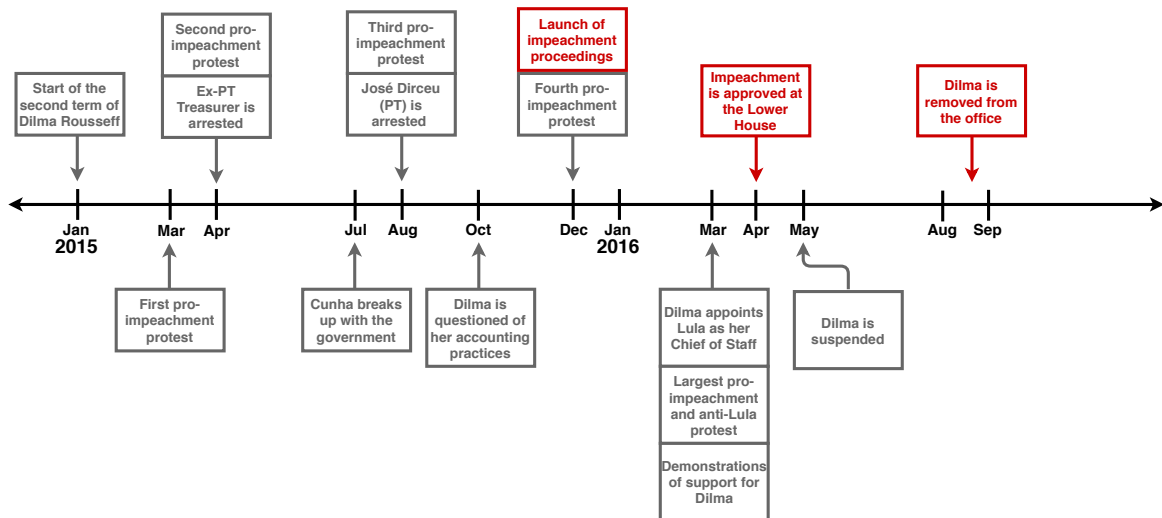 Second pro-
impeachment
protest
Third pro-
impeachment
protest
Launch of
impeachment
proceedings
Start of the
second term of
Dilma Rousseff
Ex-PT
Treasurer is
arrested
José Dirceu
(PT) is
arrested
Fourth pro-
impeachment
protest
Impeachment
is approved at
the Lower
House
Dilma is
removed from
the office
Jan
2015
Mar
Apr
Jul
Aug
Oct
Dec
Jan
2016
Mar
Apr
May
Aug
Sep
First pro-
impeachment
protest
Cunha breaks
up with the
government
Dilma is
questioned of
her accounting
practices
Dilma appoints
Lula as her
Chief of Staff
Largest pro-
impeachment
and anti-Lula
protest
Demonstrations
of support for
Dilma
Dilma is
suspended